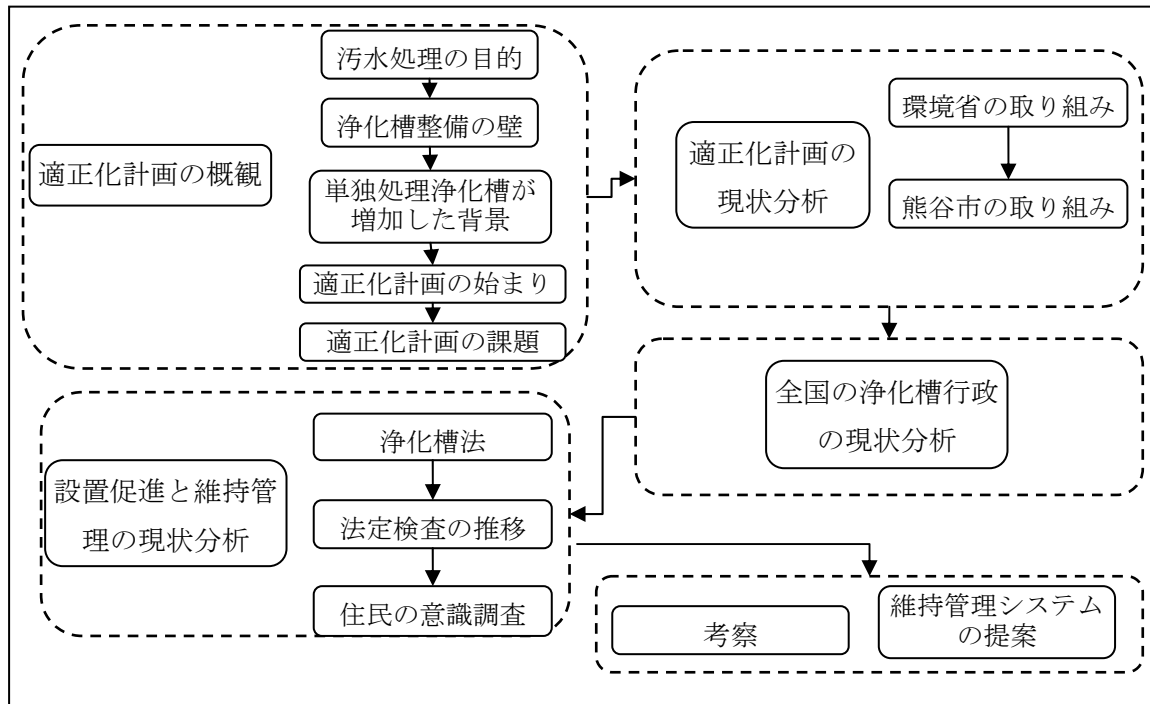 汚水処理の目的
浄化槽整備の壁
適正化計画の概観
単独処理浄化槽が
増加した背景
適正化計画の始まり
適正化計画の課題
環境省の取り組み
適正化計画の
現状分析
熊谷市の取り組み
全国の浄化槽行政
の現状分析
浄化槽法
設置促進と維持管
理の現状分析
法定検査の推移
住民の意識調査
考察
維持管理システム
の提案